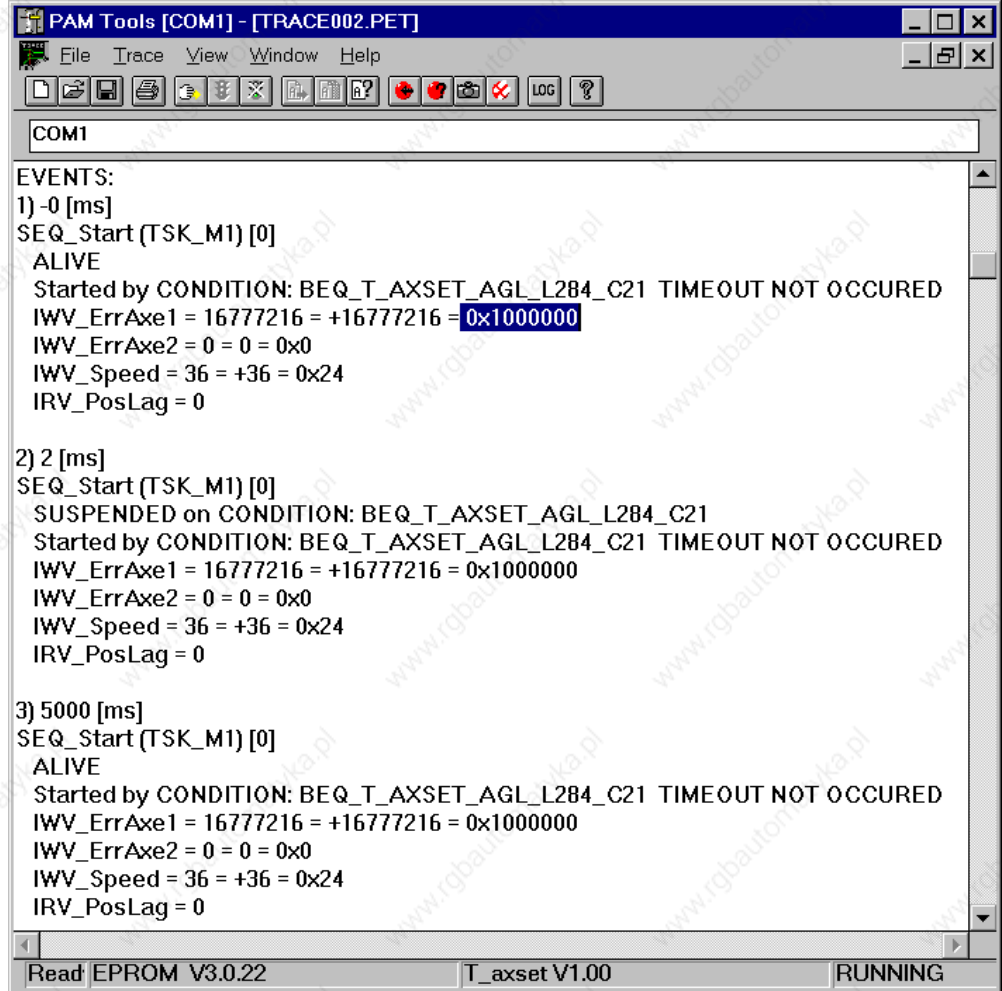 PAM Tools [COM1] - [TRACE002.PET]
File Trace View Window Help
LOG
COM1
EVENTS:
1) -0 [ms]
SEQ_Start (TSK_M1) [0]
ALIVE
Started by CONDITION: BEQ_T_AXSET_AGL_L284_C21 TIMEOUT NOT OCCURED
IWV_ErrAxe1 = 16777216 = +16777216 = 0x1000000
IWV_ErrAxe2 = 0 = 0 = 0x0
IWV_Speed = 36 = +36 = 0x24
IRV_PosLag = 0
2) 2 [ms]
SEQ_Start (TSK_M1) [0]
SUSPENDED on CONDITION: BEQ_T_AXSET_AGL_L284_C21
Started by CONDITION: BEQ_T_AXSET_AGL_L284_C21 TIMEOUT NOT OCCURED
IWV_ErrAxe1 = 16777216 = +16777216 = 0x1000000
IWV_ErrAxe2 = 0 = 0 = 0x0
IWV_Speed = 36 = +36 = 0x24
IRV_PosLag = 0
3) 5000 [ms]
SEQ_Start (TSK_M1) [0]
ALIVE
Started by CONDITION: BEQ_T_AXSET_AGL_L284_C21 TIMEOUT NOT OCCURED
IWV_ErrAxe1 = 16777216 = +16777216 = 0x1000000
IWV_ErrAxe2 = 0 = 0 = 0x0
IWV_Speed = 36 = +36 = 0x24
IRV_PosLag = 0
Read EPROM V3.0.22 T_axset V1.00 RUNNING
www.rgbautomatyka.pl